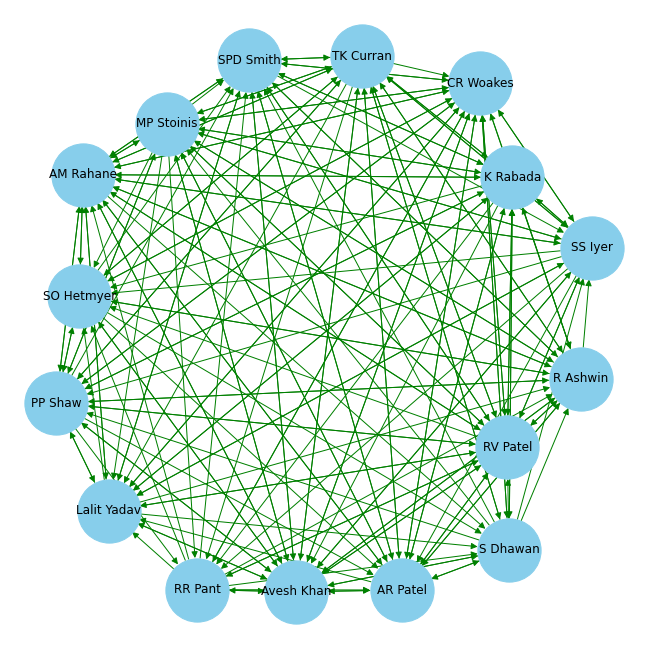 SPD Smith
TK Curran
CR Woakes
MP Stoinis
AM Rahane
K Rabada
SS Iyer
SO Hetmyer
R Ashwin
PP Shaw
RV Patel
Lalit Yadav
S Dhawan
RR Pant
Avesh Khan
AR Patel